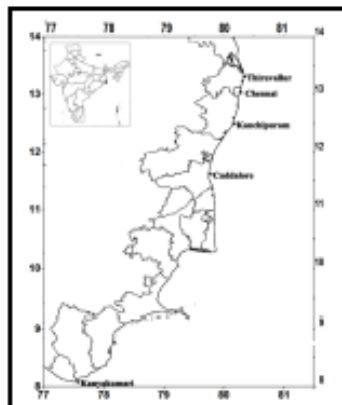 77 78 79 80 81
14 14
Thiruvallur
13 Chennai 13
Kanchipuram
12 12
Cuddalore
11 11
10 10
9 9
8 Kanyakumari 8
77 78 79 80 81